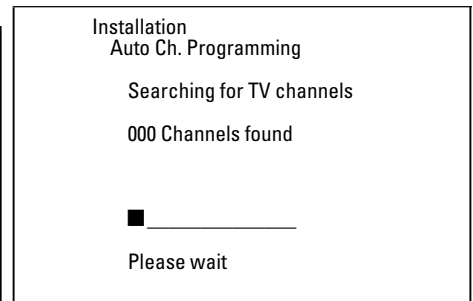 Installation
Auto Ch. Programming
Searching for TV channels
000 Channels found
Please wait